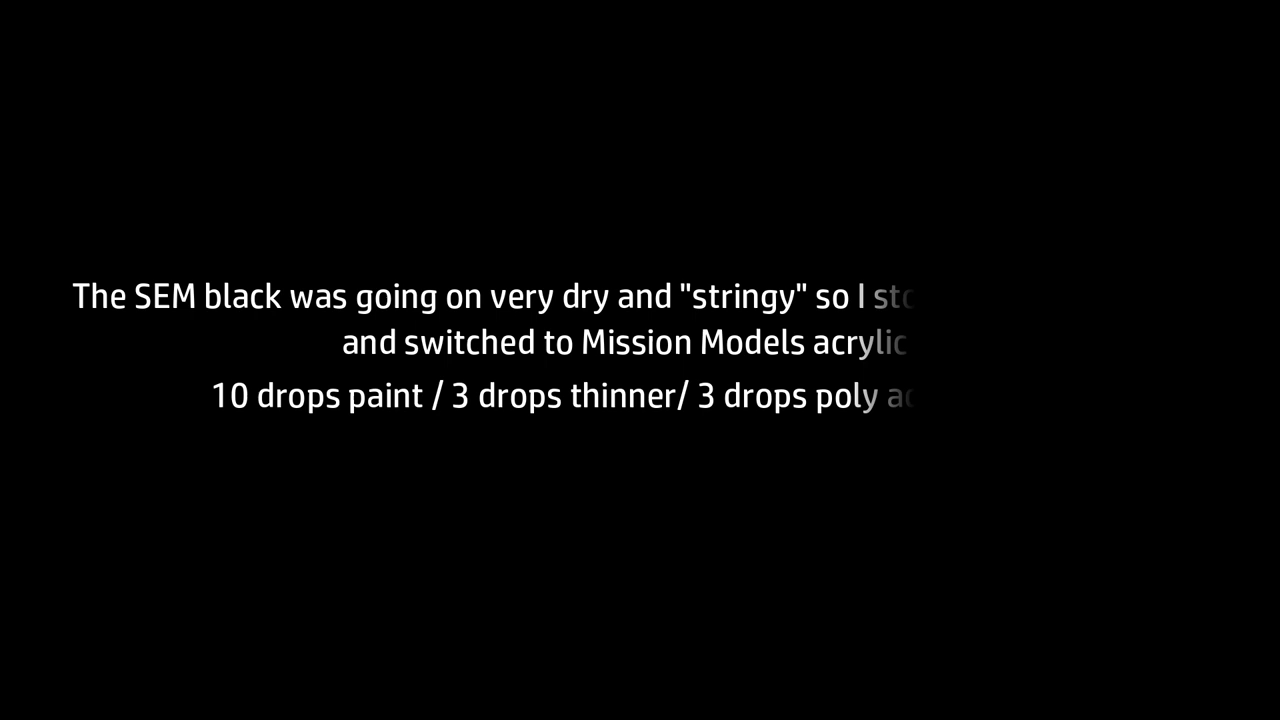 The SEM black was going on very dry and "stringy" so I
and switched to Mission Models acrylic
10 drops paint / 3 drops thinner/ 3 drops poly